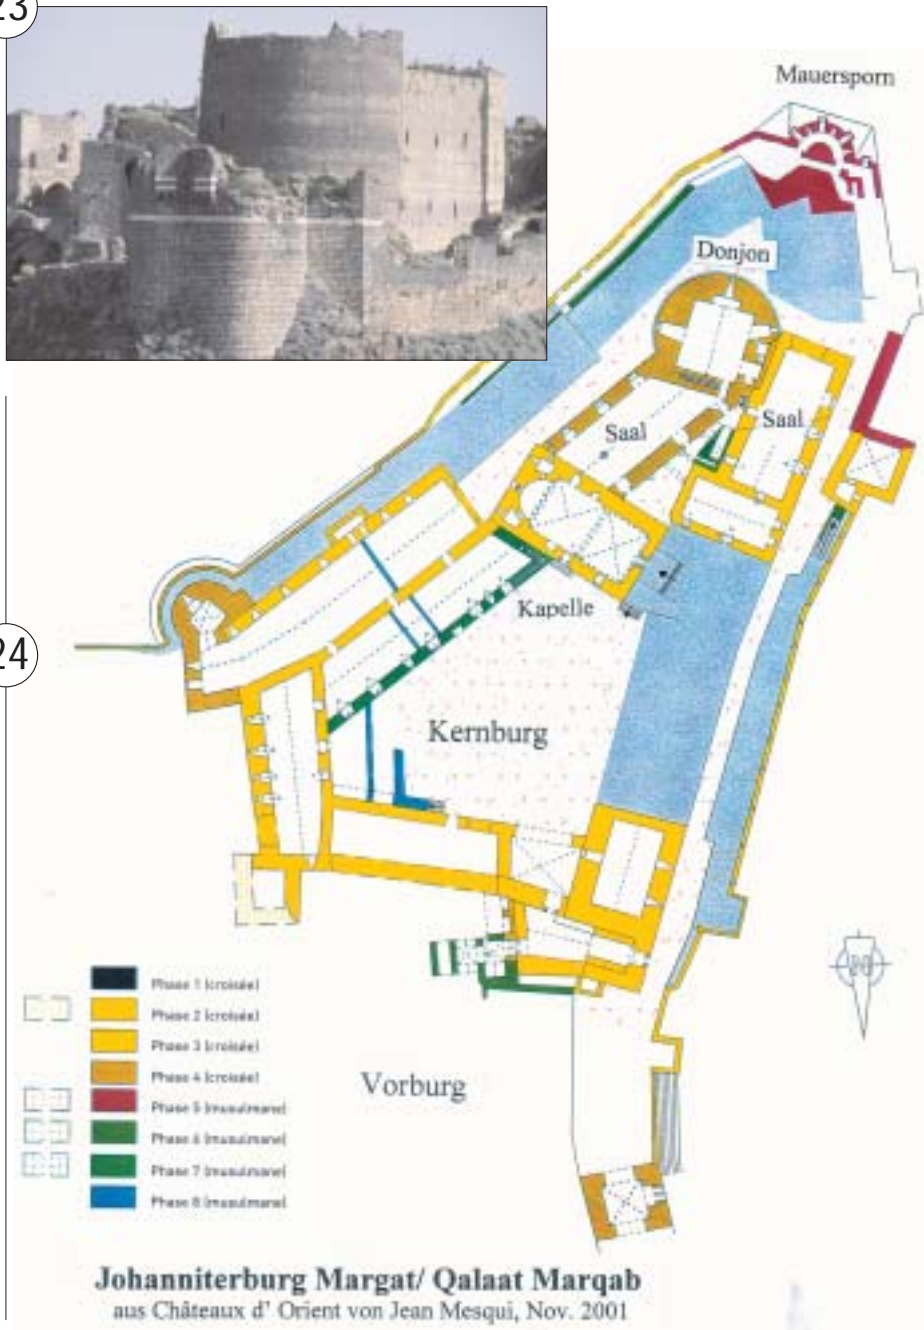 23
Mauersporn
Donjon
Saal
Saal
Kapelle
24
Kernburg
Phase 1 (croisée)
Phase 2 (croisée)
Phase 3 (croisée)
Phase 4 (croisée)
Phase 5 (musulmane)
Phase 6 (musulmane)
Phase 7 (musulmane)
Phase 8 (musulmane)
Vorburg
Johanniterburg Margat/ Qalaat Marqab
aus Châteaux d' Orient von Jean Mesqui, Nov. 2001